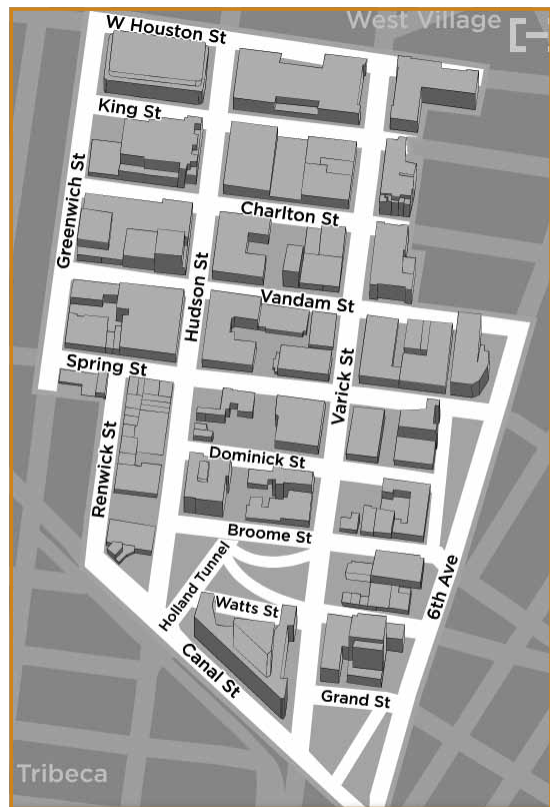 West Village
W Houston St
King St
Charlton St
Greenwich St
Hudson St
Vandam St
Spring St
Varick St
Renwick St
Dominick St
Broome St
Holland Tunnel
6th Ave
Watts St
Canal St
Grand St
Tribeca